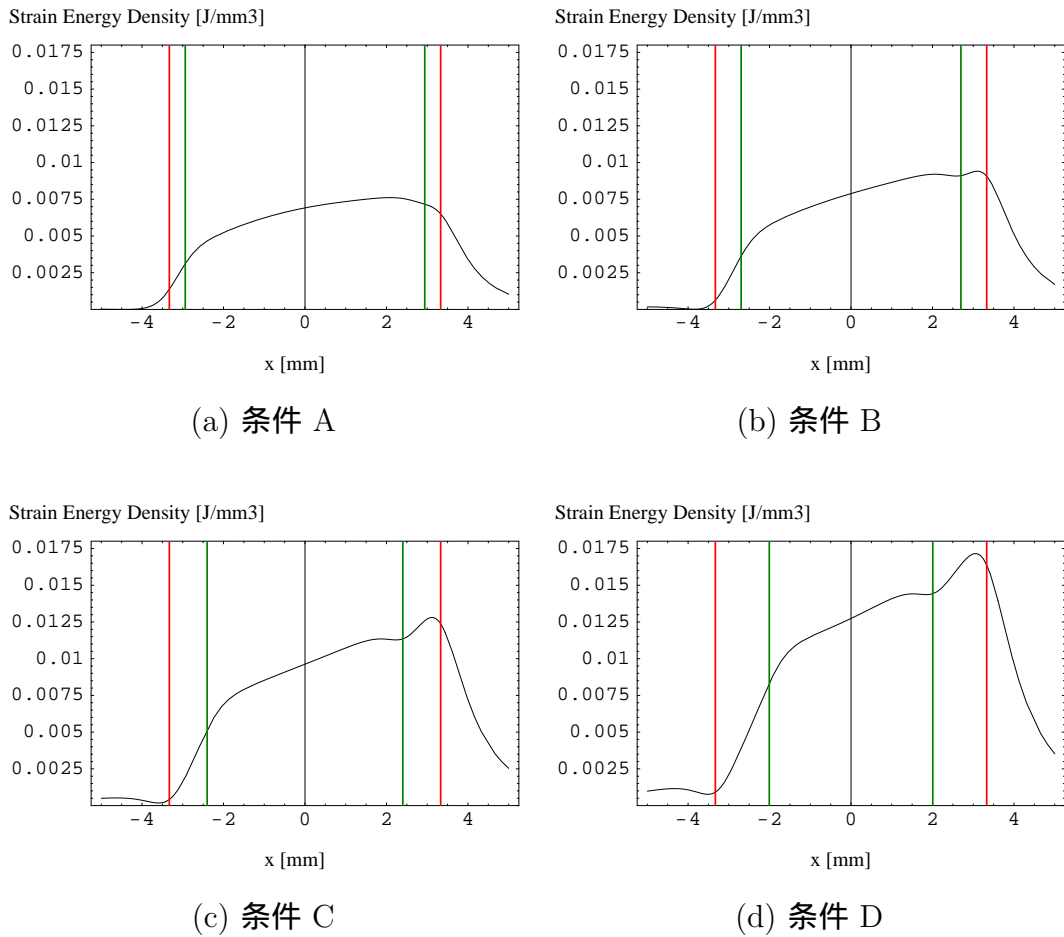 Strain Energy Density [J/mm3]
0.0175
0.015
0.0125
0.01
0.0075
0.005
0.0025
-4 -2 0 2 4
x [mm]
(a) 条件 A
Strain Energy Density [J/mm3]
0.0175
0.015
0.0125
0.01
0.0075
0.005
0.0025
-4 -2 0 2 4
x [mm]
(b) 条件 B
Strain Energy Density [J/mm3]
0.0175
0.015
0.0125
0.01
0.0075
0.005
0.0025
-4 -2 0 2 4
x [mm]
(c) 条件 C
Strain Energy Density [J/mm3]
0.0175
0.015
0.0125
0.01
0.0075
0.005
0.0025
-4 -2 0 2 4
x [mm]
(d) 条件 D